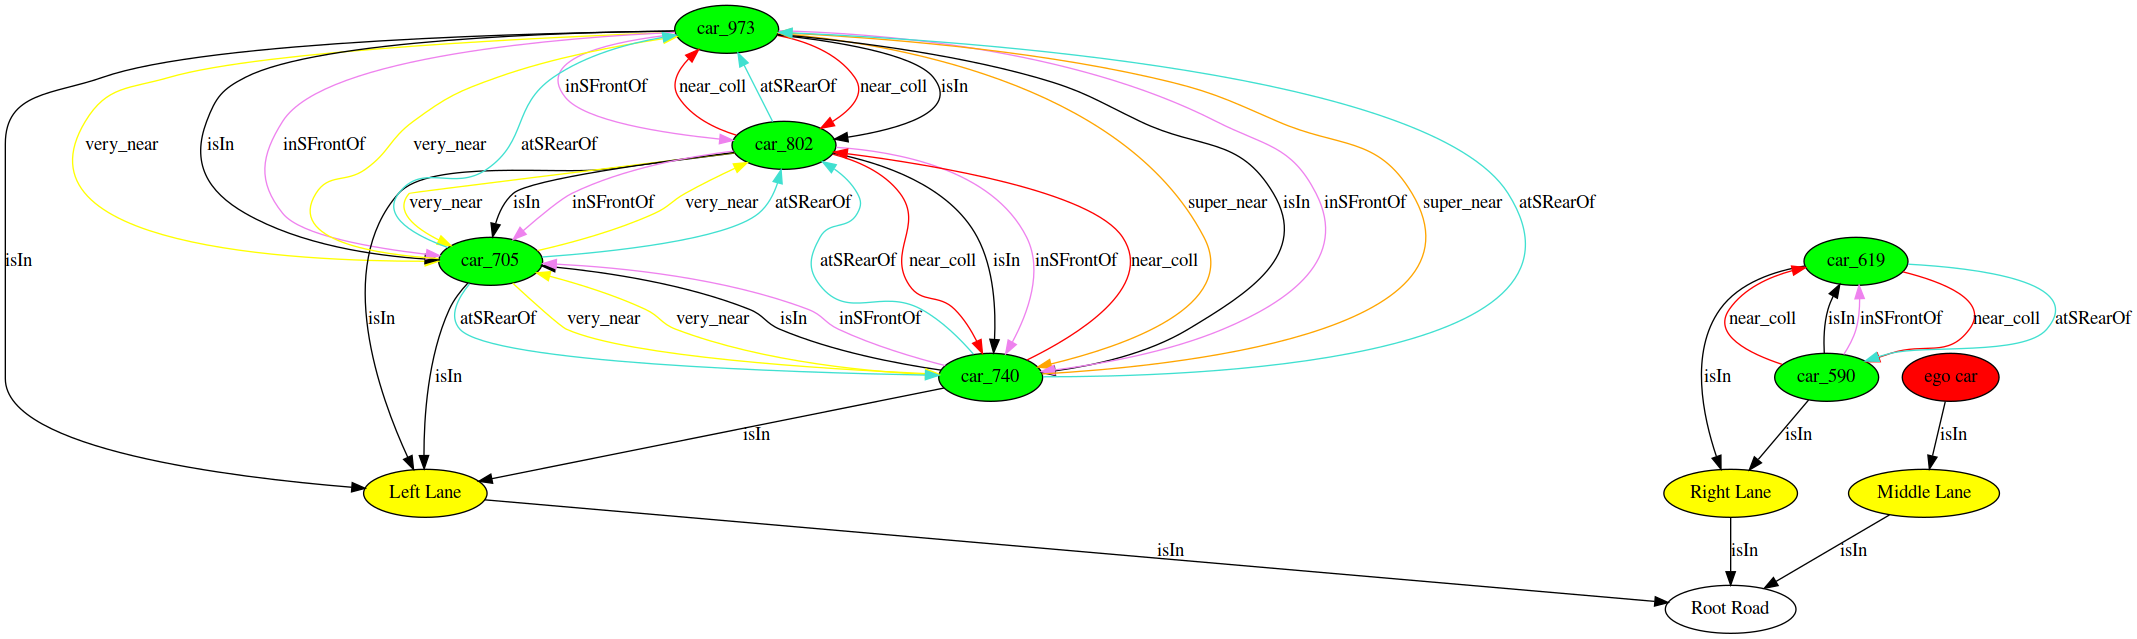 car_973
inSFrontOf near_coll atSRearOf near_coll isIn
very_near isIn inSFrontOf very_near atSRearOf car_802
very_near isIn inSFrontOf very_near atSRearOf super_near isIn inSFrontOf super_near atSRearOf
isIn car_705 atSRearOf near_coll isIn inSFrontOf near_coll car_619
isIn atSRearOf very_near very_near isIn inSFrontOf near_coll isIn inSFrontOf near_coll atSRearOf
isIn car_740 isIn car_590 ego car
isIn isIn isIn
Left Lane Right Lane Middle Lane
isIn isIn isIn
Root Road